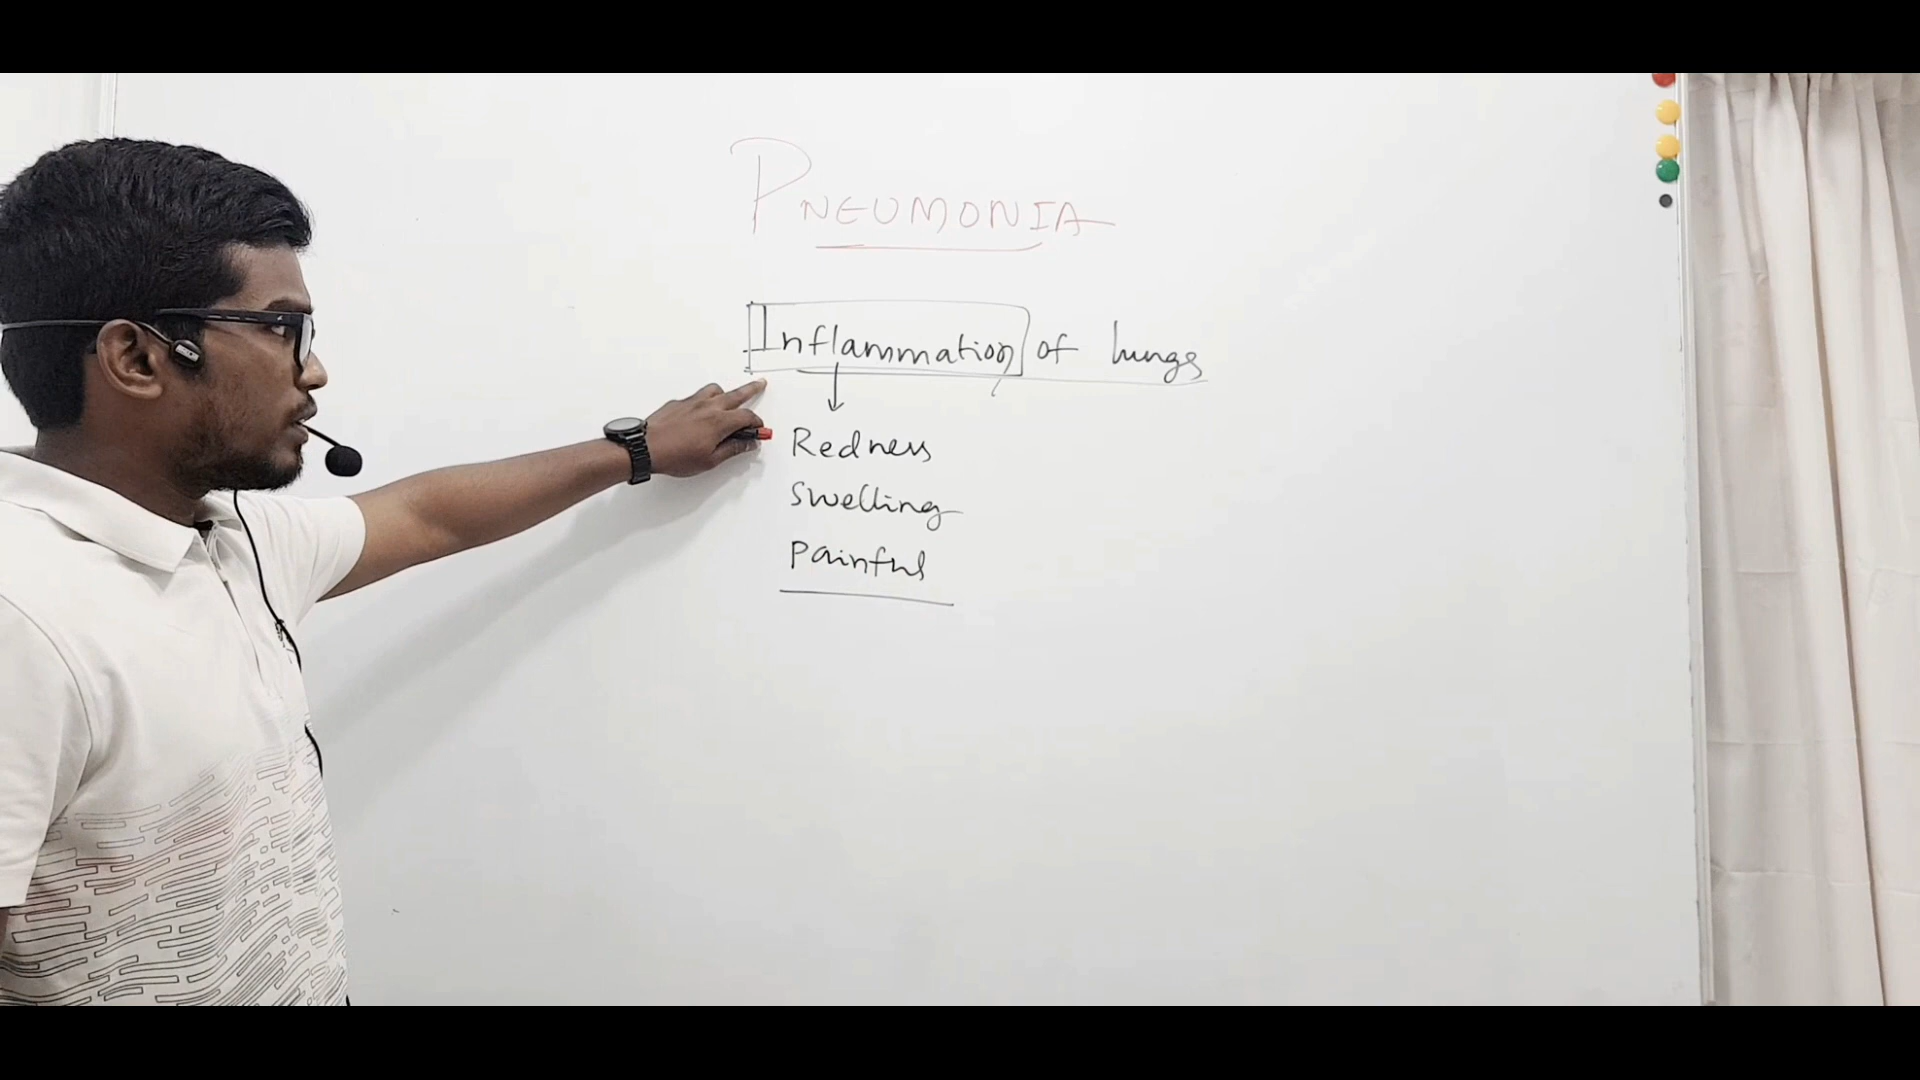 PNEUMONIA
Inflammation of lungs
Redness
Swelling
Painful